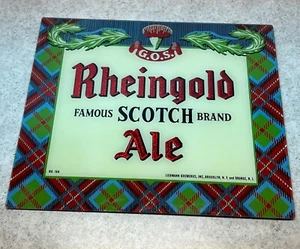 G.O.S.
Rheingold
FAMOUS SCOTCH BRAND
Ale
LIEBMANN BREWERIES, INC. BROOKLYN, N. Y. and ORANGE, N. J.